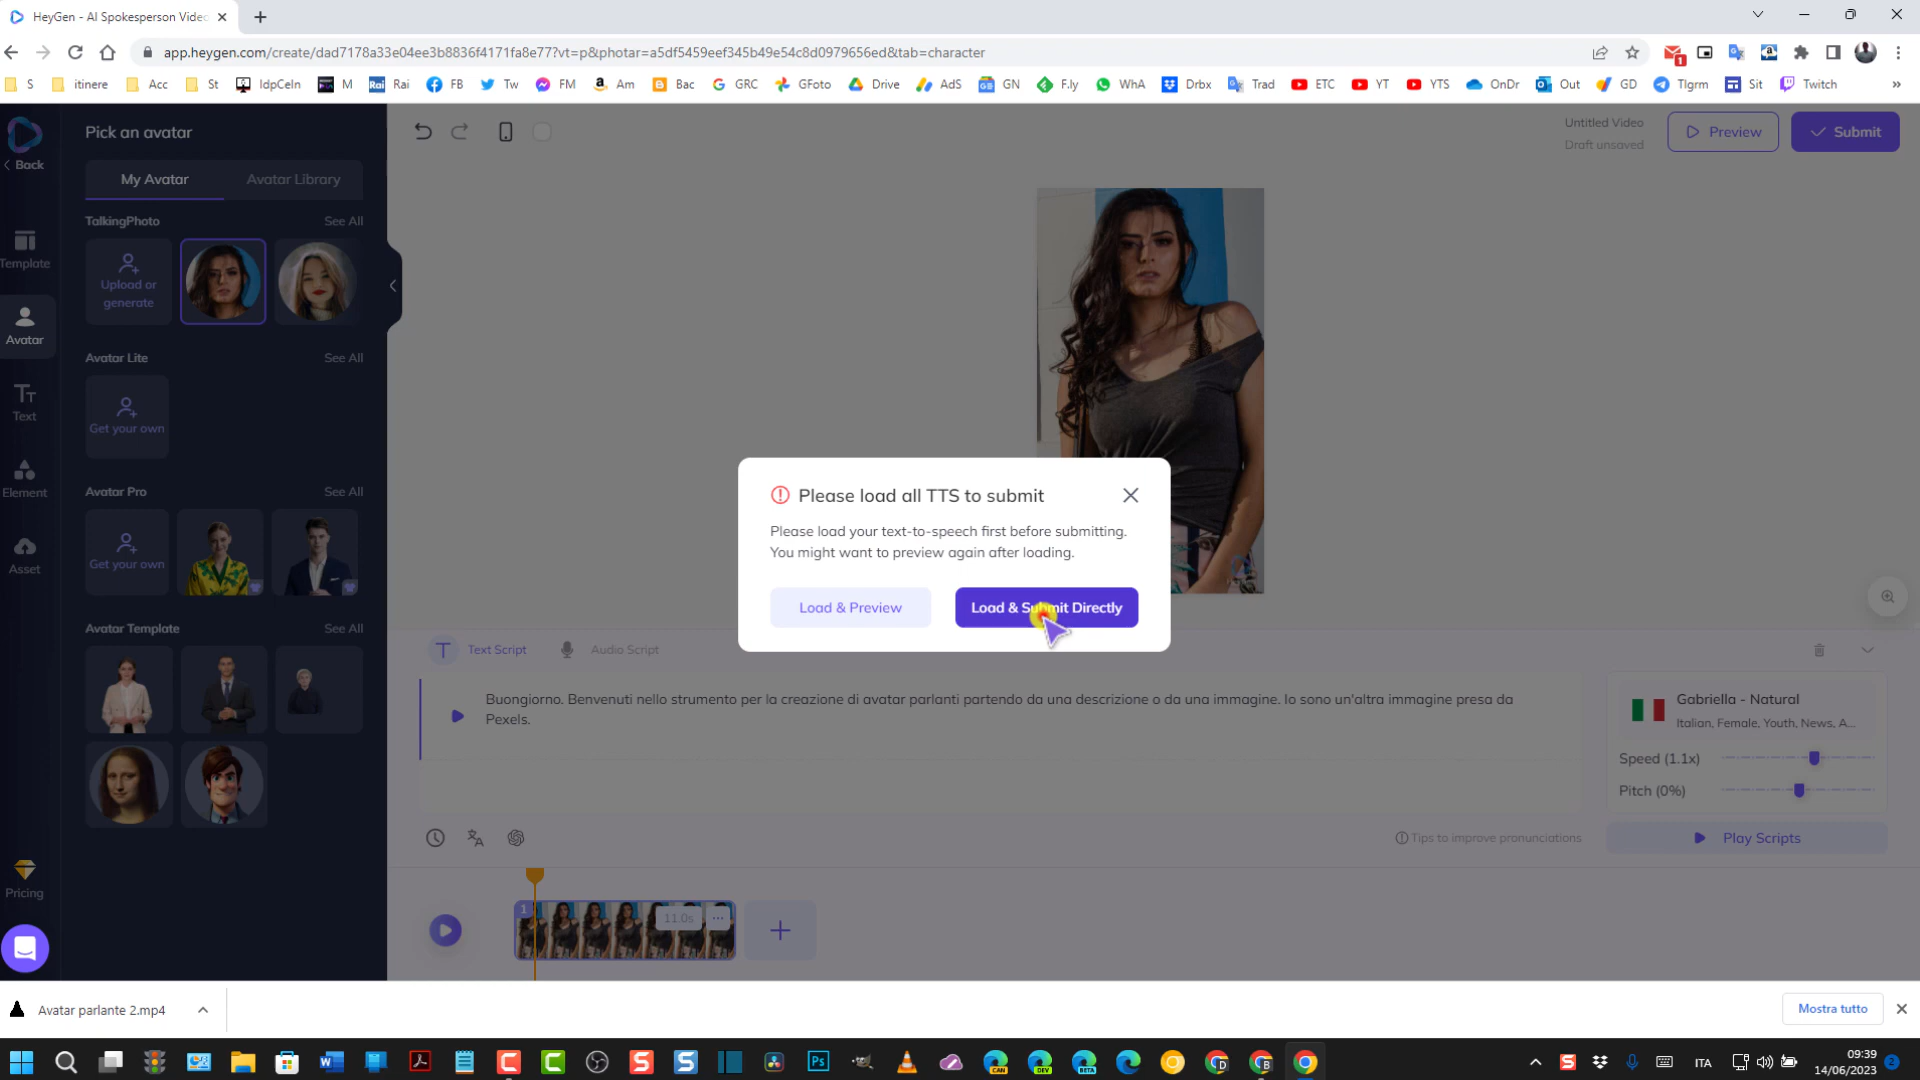 HeyGen - AI Spokesperson Vide
app.heygen.com/create/dad7178a33e04ee3b8836f4171fa8e77?vt=p&photar=a5df5459eef345b49e54c8d0979656ed&tab=character
S itinere Acc St IdpCeIn M Rai FB Tw FM Am Bac GRC GFoto Drive AdS GN F.ly WhA Drbx Trad ETC YT YTS OnDr Out GD Tlgrm Sit Twitch
Back
Template
Avatar
Text
Element
Asset
Pricing
Pick an avatar
My Avatar Avatar Library
TalkingPhoto See All
Upload or
generate
Avatar Lite See All
Get your own
Avatar Pro See All
Get your own
Avatar Template See All
Untitled Video
Draft unsaved
Preview
Submit
Please load all TTS to submit
Please load your text-to-speech first before submitting.
You might want to preview again after loading.
Load & Preview
Load & Submit Directly
Text Script Audio Script
Buongiorno. Benvenuti nello strumento per la creazione di avatar parlanti partendo da una descrizione o da una immagine. Io sono un'altra immagine presa da
Pexels.
Gabriella - Natural
Italian, Female, Youth, News, A...
Speed (1.1x)
Pitch (0%)
Tips to improve pronunciations
Play Scripts
1
11.0s
Avatar parlante 2.mp4
Mostra tutto
ITA
09:39
14/06/2023